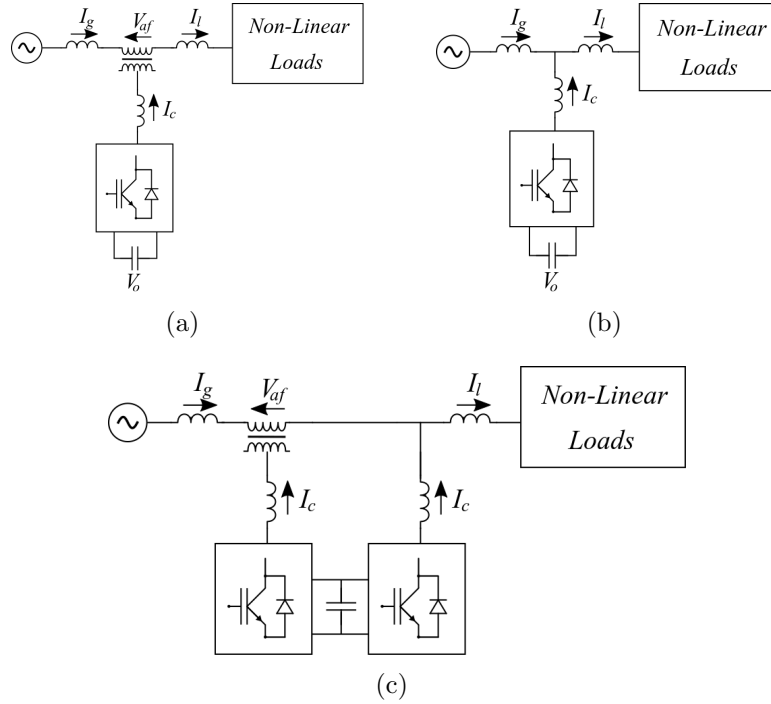 I_g
V_af
I_l
Non-Linear
Loads
I_c
V_o
(a)
I_g
I_l
Non-Linear
Loads
I_c
V_o
(b)
I_g
V_af
I_l
Non-Linear
Loads
I_c
I_c
(c)